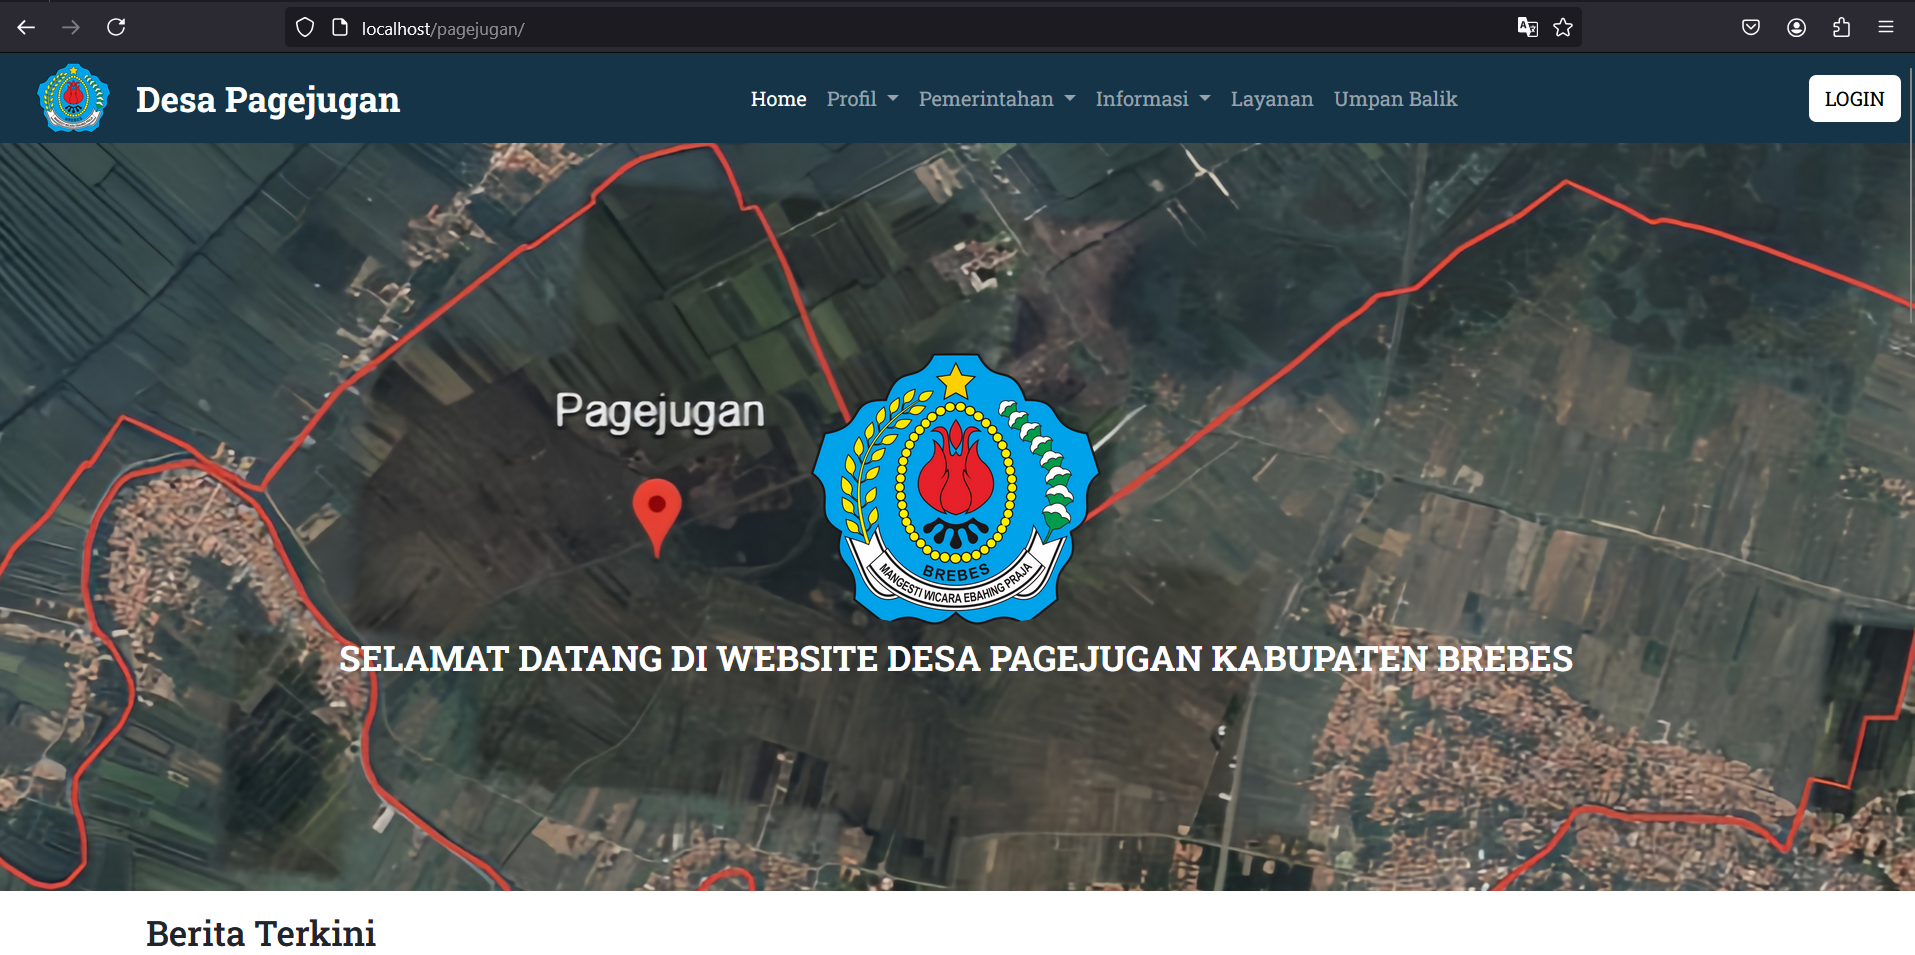 localhost/pagejugan/
Desa Pagejugan
Home Profil Pemerintahan Informasi Layanan Umpan Balik
LOGIN
Pagejugan
BREBES
MANGESTI WICARA EBAHING PRAJA
SELAMAT DATANG DI WEBSITE DESA PAGEJUGAN KABUPATEN BREBES
Berita Terkini